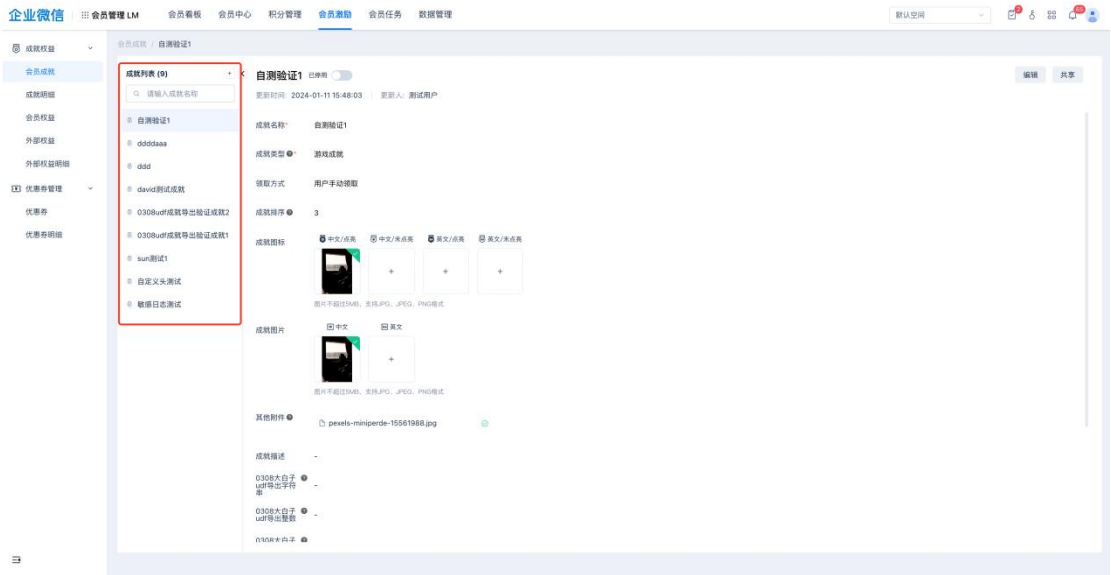 企业微信 会员管理 LM 会员看板 会员中心 积分管理 会员激励 会员任务 数据管理 默认空间 7 65
成就权益
会员成就
成就明细
会员权益
外部权益
外部权益明细
优惠券管理
优惠券
优惠券明细
会员成就 / 自测验证1
成就列表 (9) +
请输入成就名称
自测验证1
ddddaaa
ddd
david测试成就
0308udf成就导出验证成就2
0308udf成就导出验证成就1
sun测试1
自定义头测试
敏感日志测试
自测验证1 已停用 编辑 共享
更新时间: 2024-01-11 15:48:03 更新人: 测试用户
成就名称* 自测验证1
成就类型 * 游戏成就
领取方式 用户手动领取
成就排序 3
成就图标 中文/点亮 中文/未点亮 英文/点亮 英文/未点亮
+ + +
图片不超过5MB、支持JPG、JPEG、PNG格式
成就图片 中文 英文
+
图片不超过5MB、支持JPG、JPEG、PNG格式
其他附件 pexels-miniperde-15561988.jpg
成就描述 -
0308大白子
udf导出字符 -
串
0308大白子
udf导出整数 -
0308大白子